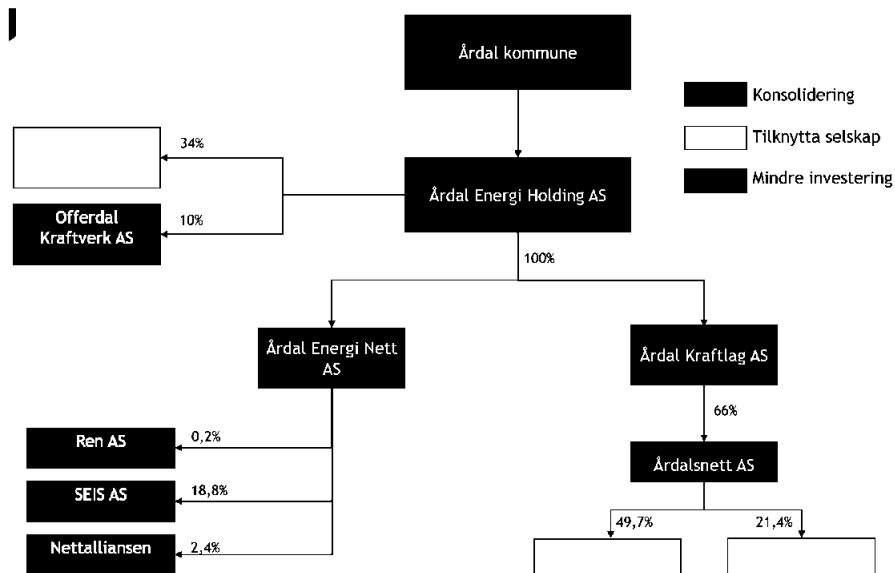 Årdal kommune
Konsolidering
Tilknytta selskap
Mindre investering
34%
Årdal Energi Holding AS
10%
Offerdal
Kraftverk AS
100%
Årdal Energi Nett
AS
Årdal Kraftlag AS
66%
Ren AS
0,2%
Årdalsnett AS
SEIS AS
18,8%
49,7%
21,4%
Nettalliansen
2,4%